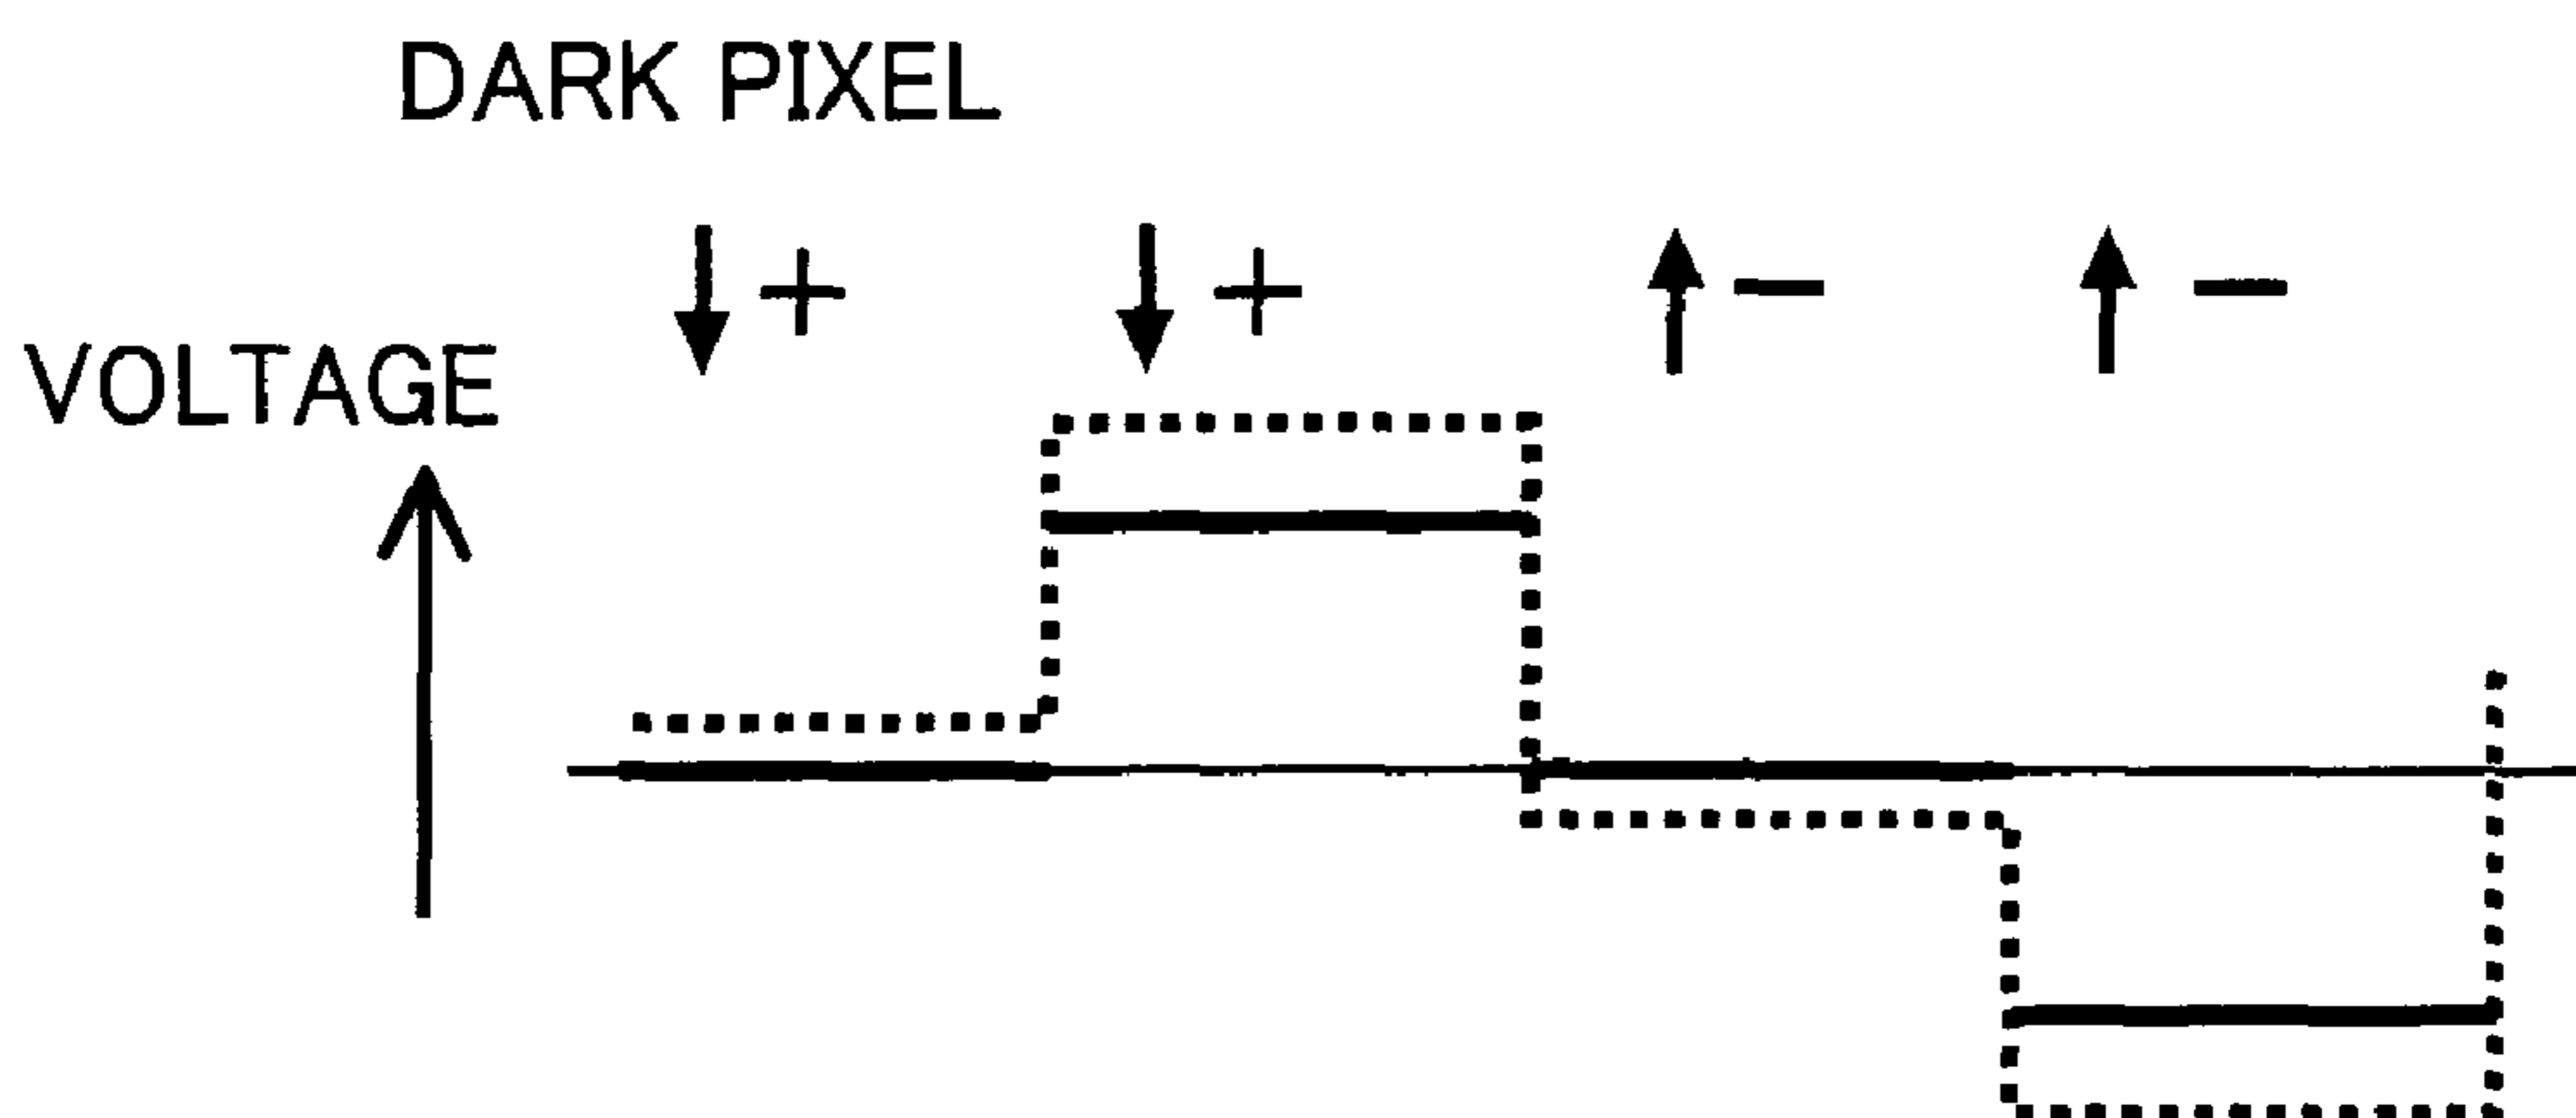 DARK PIXEL
+ + − −
VOLTAGE